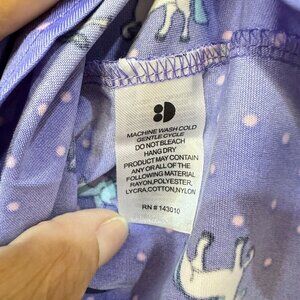 MACHINE WASH COLD
GENTLE CYCLE
DO NOT BLEACH
HANG DRY
PRODUCT MAY CONTAIN
ANY OR ALL OF THE
FOLLOWING MATERIAL
RAYON,POLYESTER,
LYCRA,COTTON,NYLON
RN # 143010